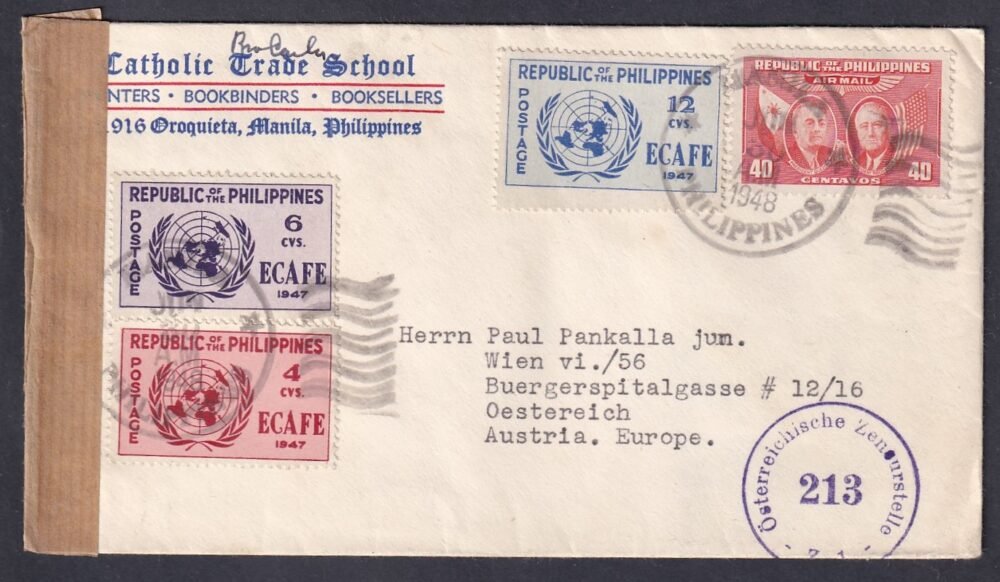 Catholic Trade School
NTERS · BOOKBINDERS · BOOKSELLERS
1916 Oroquieta, Manila, Philippines
REPUBLIC OF THE PHILIPPINES
POSTAGE
12
CVS.
ECAFE
1947
REPUBLIC OF THE PHILIPPINES
AIR MAIL
40 40
CENTAVOS
1948
PHILIPPINES
REPUBLIC OF THE PHILIPPINES
POSTAGE
6
CVS.
ECAFE
1947
REPUBLIC OF THE PHILIPPINES
POSTAGE
4
CVS.
ECAFE
1947
Herrn Paul Pankalla jun.
Wien vi./56
Buergerspitalgasse # 12/16
Oestereich
Austria. Europe.
Österreichische Zensurstelle
213